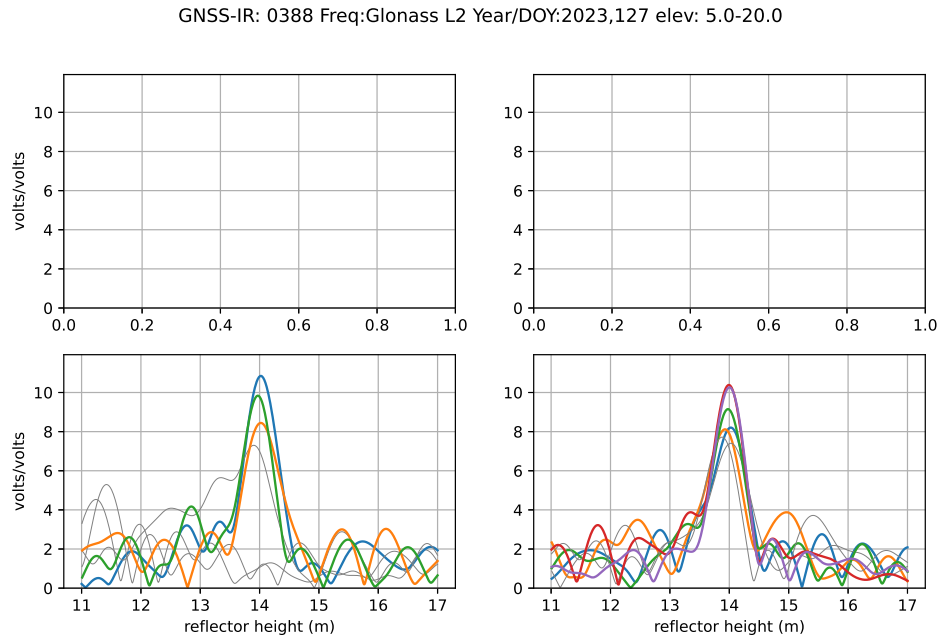 GNSS-IR: 0388 Freq:Glonass L2 Year/DOY:2023,127 elev: 5.0-20.0
volts/volts
10
8
6
4
2
0
0.0 0.2 0.4 0.6 0.8 1.0
10
8
6
4
2
0
0.0 0.2 0.4 0.6 0.8 1.0
volts/volts
10
8
6
4
2
0
11 12 13 14 15 16 17
reflector height (m)
10
8
6
4
2
0
11 12 13 14 15 16 17
reflector height (m)